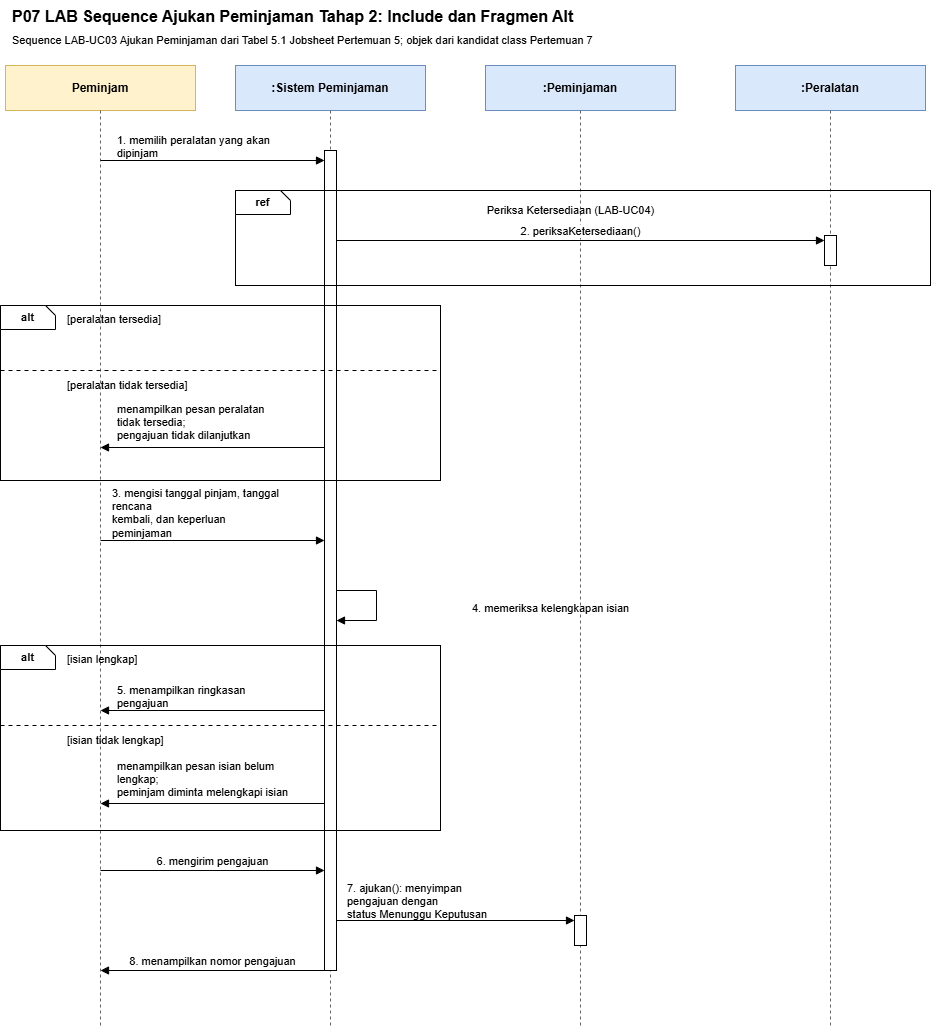 P07 LAB Sequence Ajukan Peminjaman Tahap 2: Include dan Fragmen Alt
Sequence LAB-UC03 Ajukan Peminjaman dari Tabel 5.1 Jobsheet Pertemuan 5; objek dari kandidat class Pertemuan 7
Peminjam
:Sistem Peminjaman
:Peminjaman
:Peralatan
1. memilih peralatan yang akan
dipinjam
ref
Periksa Ketersediaan (LAB-UC04)
2. periksaKetersediaan()
alt
[peralatan tersedia]
[peralatan tidak tersedia]
menampilkan pesan peralatan
tidak tersedia;
pengajuan tidak dilanjutkan
3. mengisi tanggal pinjam, tanggal
rencana
kembali, dan keperluan
peminjaman
4. memeriksa kelengkapan isian
alt
[isian lengkap]
5. menampilkan ringkasan
pengajuan
[isian tidak lengkap]
menampilkan pesan isian belum
lengkap;
peminjam diminta melengkapi isian
6. mengirim pengajuan
7. ajukan(): menyimpan
pengajuan dengan
status Menunggu Keputusan
8. menampilkan nomor pengajuan